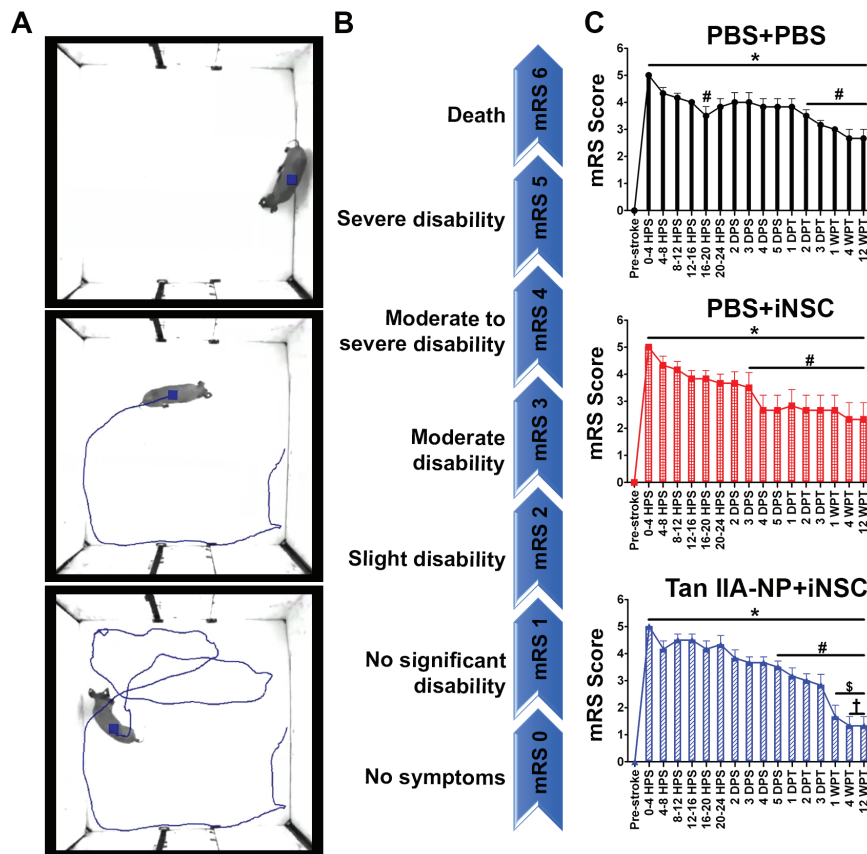 A
B
C
Death
Severe disability
Moderate to
severe disability
Moderate
disability
Slight disability
No significant
disability
No symptoms
mRS 6
mRS 5
mRS 4
mRS 3
mRS 2
mRS 1
mRS 0
PBS+PBS
*
#
#
mRS Score
6
5
4
3
2
1
0
Pre-stroke
0-4 HPS
4-8 HPS
8-12 HPS
12-16 HPS
16-20 HPS
20-24 HPS
2 DPS
3 DPS
4 DPS
5 DPS
1 DPT
2 DPT
3 DPT
1 WPT
4 WPT
12 WPT
PBS+iNSC
*
#
mRS Score
6
5
4
3
2
1
0
Pre-stroke
0-4 HPS
4-8 HPS
8-12 HPS
12-16 HPS
16-20 HPS
20-24 HPS
2 DPS
3 DPS
4 DPS
5 DPS
1 DPT
2 DPT
3 DPT
1 WPT
4 WPT
12 WPT
Tan IIA-NP+iNSC
*
#
$
†
mRS Score
6
5
4
3
2
1
0
Pre-stroke
0-4 HPS
4-8 HPS
8-12 HPS
12-16 HPS
16-20 HPS
20-24 HPS
2 DPS
3 DPS
4 DPS
5 DPS
1 DPT
2 DPT
3 DPT
1 WPT
4 WPT
12 WPT